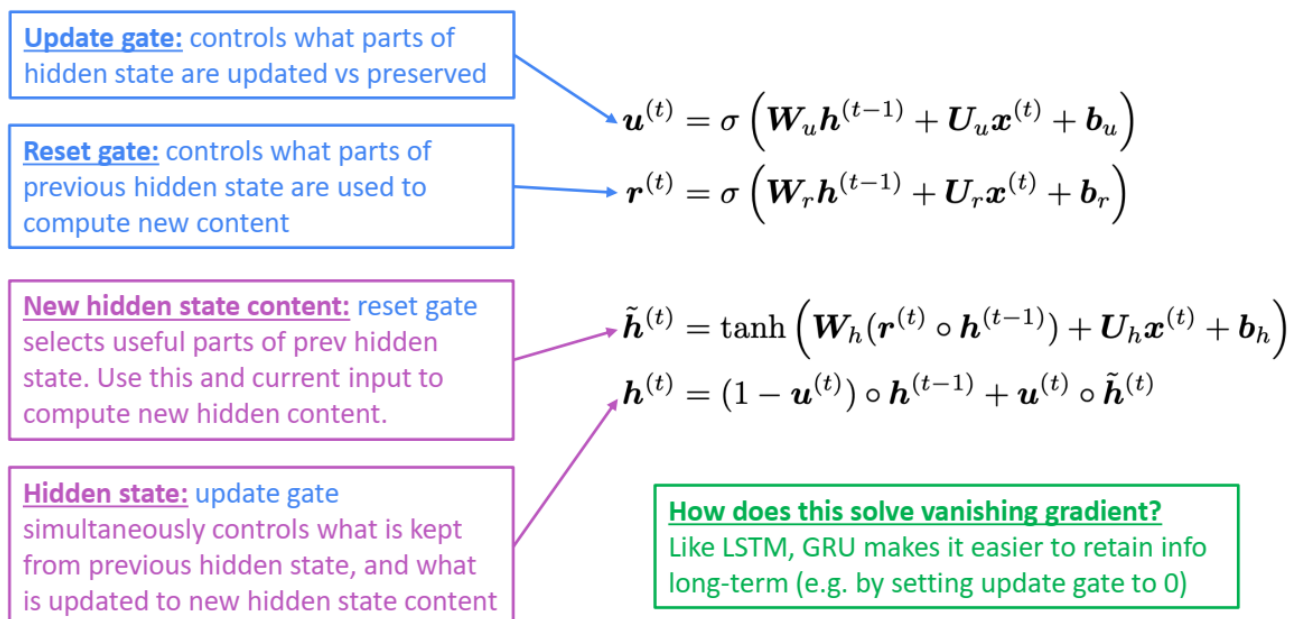 Update gate: controls what parts of
hidden state are updated vs preserved
Reset gate: controls what parts of
previous hidden state are used to
compute new content
New hidden state content: reset gate
selects useful parts of prev hidden
state. Use this and current input to
compute new hidden content.
Hidden state: update gate
simultaneously controls what is kept
from previous hidden state, and what
is updated to new hidden state content
u^{(t)} = σ (W_u h^{(t−1)} + U_u x^{(t)} + b_u)
r^{(t)} = σ (W_r h^{(t−1)} + U_r x^{(t)} + b_r)
h̃^{(t)} = tanh (W_h(r^{(t)} ∘ h^{(t−1)}) + U_h x^{(t)} + b_h)
h^{(t)} = (1 − u^{(t)}) ∘ h^{(t−1)} + u^{(t)} ∘ h̃^{(t)}
How does this solve vanishing gradient?
Like LSTM, GRU makes it easier to retain info
long-term (e.g. by setting update gate to 0)